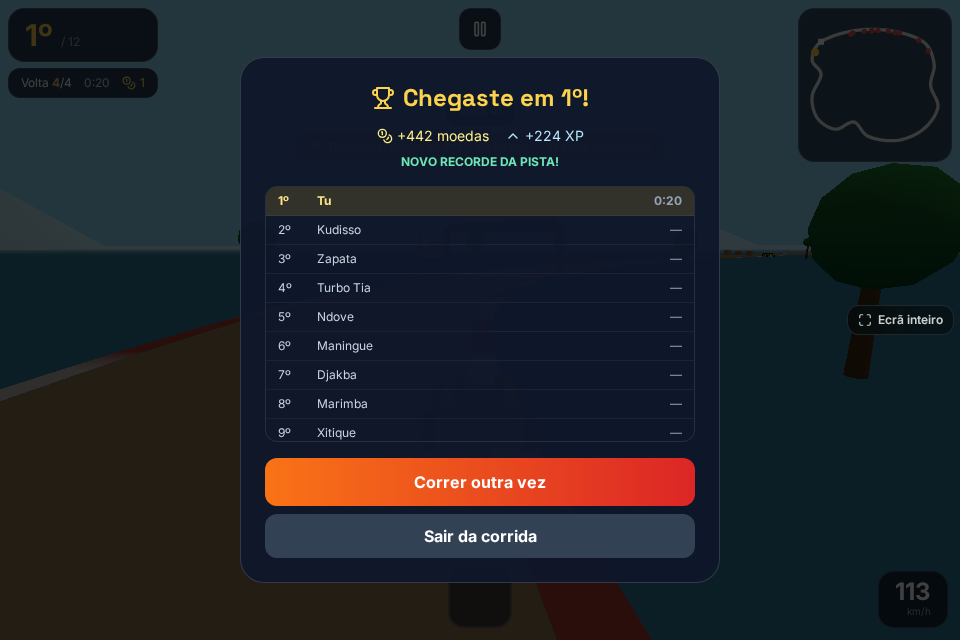 1º / 12
Volta 4/4 0:20 1
Chegaste em 1º!
+442 moedas +224 XP
NOVO RECORDE DA PISTA!
1º Tu 0:20
2º Kudisso —
3º Zapata —
4º Turbo Tia —
5º Ndove —
6º Maningue —
7º Djakba —
8º Marimba —
9º Xitique —
Ecrã inteiro
Correr outra vez
Sair da corrida
113
km/h